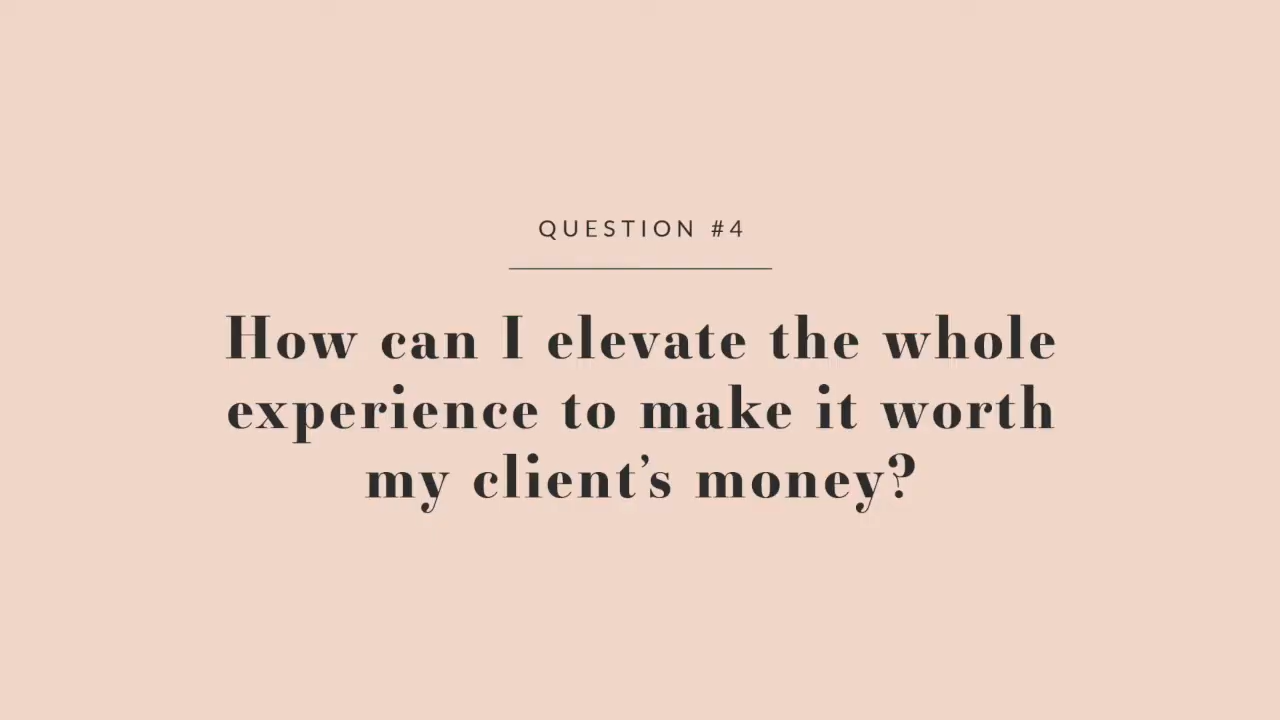 QUESTION #4
How can I elevate the whole
experience to make it worth
my client’s money?